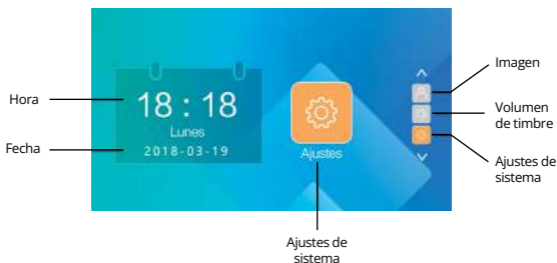 Hora
Fecha
18 : 18
Lunes
2018-03-19
Ajustes
Ajustes de
sistema
Imagen
Volumen
de timbre
Ajustes de
sistema